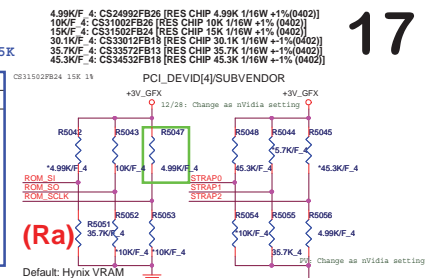 4.99K/F_4: CS24992FB26 [RES CHIP 4.99K 1/16W +1%(0402)]
10K/F_4: CS31002FB26 [RES CHIP 10K 1/16W +1% (0402)]
15K/F_4: CS31502FB24 [RES CHIP 15K 1/16W +1% (0402)]
30.1K/F_4: CS33012FB18 [RES CHIP 30.1K 1/16W +-1%(0402)]
35.7K/F_4: CS33572FB13 [RES CHIP 35.7K 1/16W +-1%(0402)]
45.3K/F_4: CS34532FB18 [RES CHIP 45.3K 1/16W +-1% (0402)]
17
5K
CS31502FB24 15K 1%
PCI_DEVID[4]/SUBVENDOR
+3V_GFX
+3V_GFX
12/28: Change as nVidia setting
R5042
R5043
R5047
R5048
R5044
R5045
*4.99K/F_4
10K/F_4
4.99K/F_4
45.3K/F_4
*5.7K/F_4
*45.3K/F_4
ROM_SI
ROM_SO
ROM_SCLK
STRAP0
STRAP1
STRAP2
(Ra)
R5051
35.7K/F_4
R5052
*10K/F_4
R5053
*10K/F_4
R5054
*10K/F_4
R5055
35.7K_4
R5056
4.99K/F_4
Change as nVidia setting
Default: Hynix VRAM